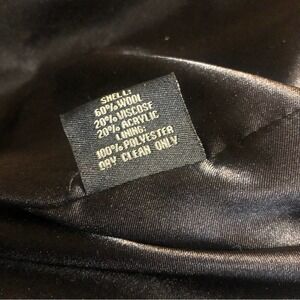 SHELL:
60% WOOL
20% VISCOSE
20% ACRYLIC
LINING:
100% POLYESTER
DRY CLEAN ONLY